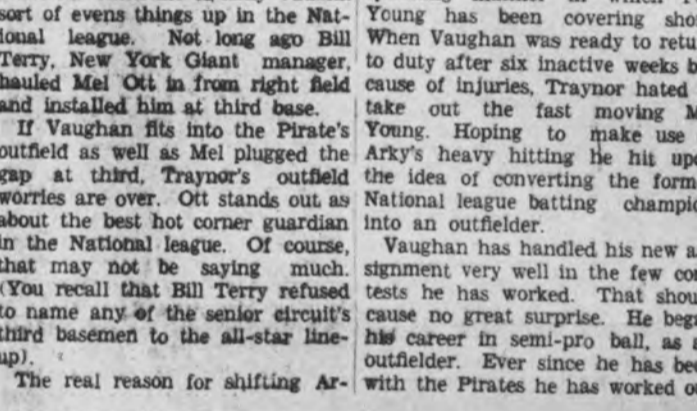 sort of evens things up in the Nat-
ional league. Not long ago Bill
Terry, New York Giant manager,
hauled Mel Ott in from right field
and installed him at third base.
If Vaughan fits into the Pirate's
outfield as well as Mel plugged the
gap at third, Traynor's outfield
worries are over. Ott stands out as
about the best hot corner guardian
in the National league. Of course,
that may not be saying much.
(You recall that Bill Terry refused
to name any of the senior circuit's
third basemen to the all-star line-
up).
The real reason for shifting Ar-
Young has been covering sho
When Vaughan was ready to retu
to duty after six inactive weeks b
cause of injuries, Traynor hated
take out the fast moving M
Young. Hoping to make use
Arky's heavy hitting he hit upo
the idea of converting the form
National league batting champio
into an outfielder.
Vaughan has handled his new a
signment very well in the few con
tests he has worked. That shou
cause no great surprise. He bega
his career in semi-pro ball, as a
outfielder. Ever since he has bee
with the Pirates he has worked o